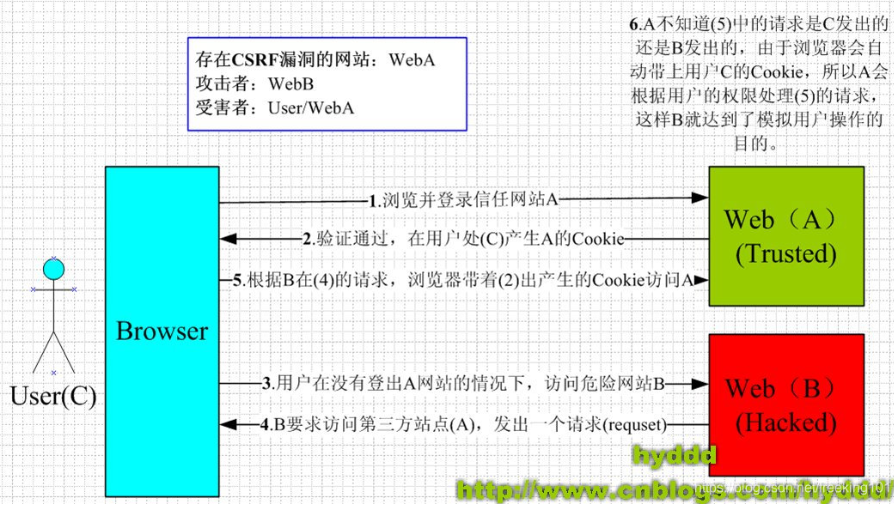 存在CSRF漏洞的网站：WebA
攻击者：WebB
受害者：User/WebA
6.A不知道(5)中的请求是C发出的
还是B发出的，由于浏览器会自
动带上用户C的Cookie，所以A会
根据用户的权限处理(5)的请求，
这样B就达到了模拟用户操作的
目的。
1.浏览并登录信任网站A
2.验证通过，在用户处(C)产生A的Cookie
5.根据B在(4)的请求，浏览器带着(2)出产生的Cookie访问A
Web（A）
(Trusted)
Browser
User(C)
3.用户在没有登出A网站的情况下，访问危险网站B
4.B要求访问第三方站点(A)，发出一个请求(requset)
Web（B）
(Hacked)
hyddd
http://www.cnblogs.com/hyddd/